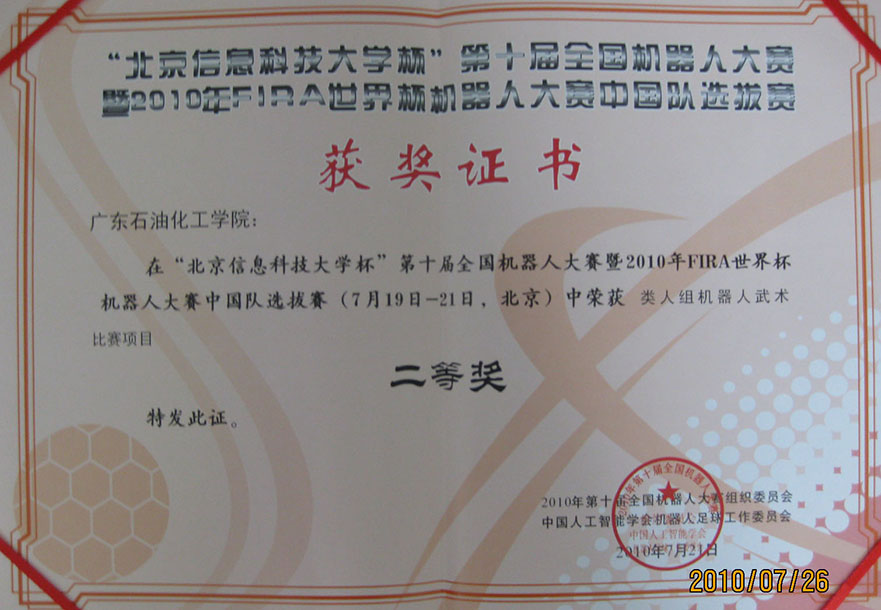 “北京信息科技大学杯”第十届全国机器人大赛
暨2010年FIRA世界杯机器人大赛中国队选拔赛
获奖证书
广东石油化工学院：
在“北京信息科技大学杯”第十届全国机器人大赛暨2010年FIRA世界杯
机器人大赛中国队选拔赛（7月19日-21日，北京）中荣获 类人组机器人武术
比赛项目
二等奖
特发此证。
2010年第十届全国机器人大赛组织委员会
中国人工智能学会机器人足球工作委员会
中国人工智能学会
2010年7月21日
2010/07/26